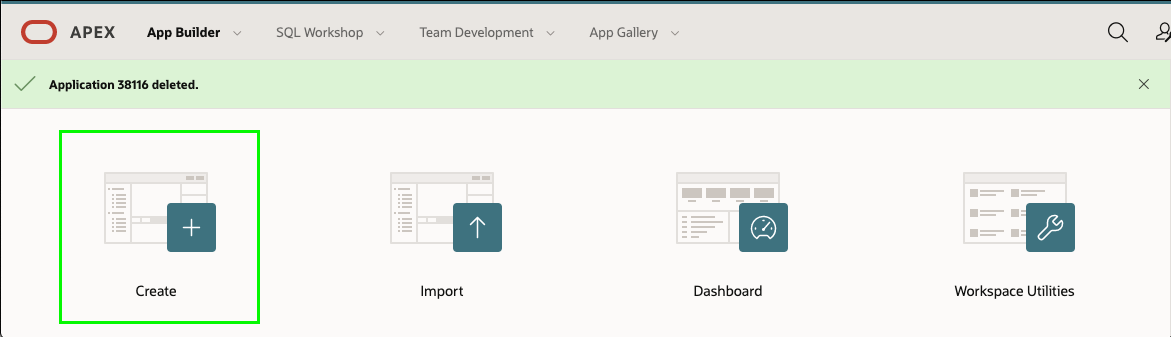 APEX App Builder SQL Workshop Team Development App Gallery
Application 38116 deleted.
Create Import Dashboard Workspace Utilities